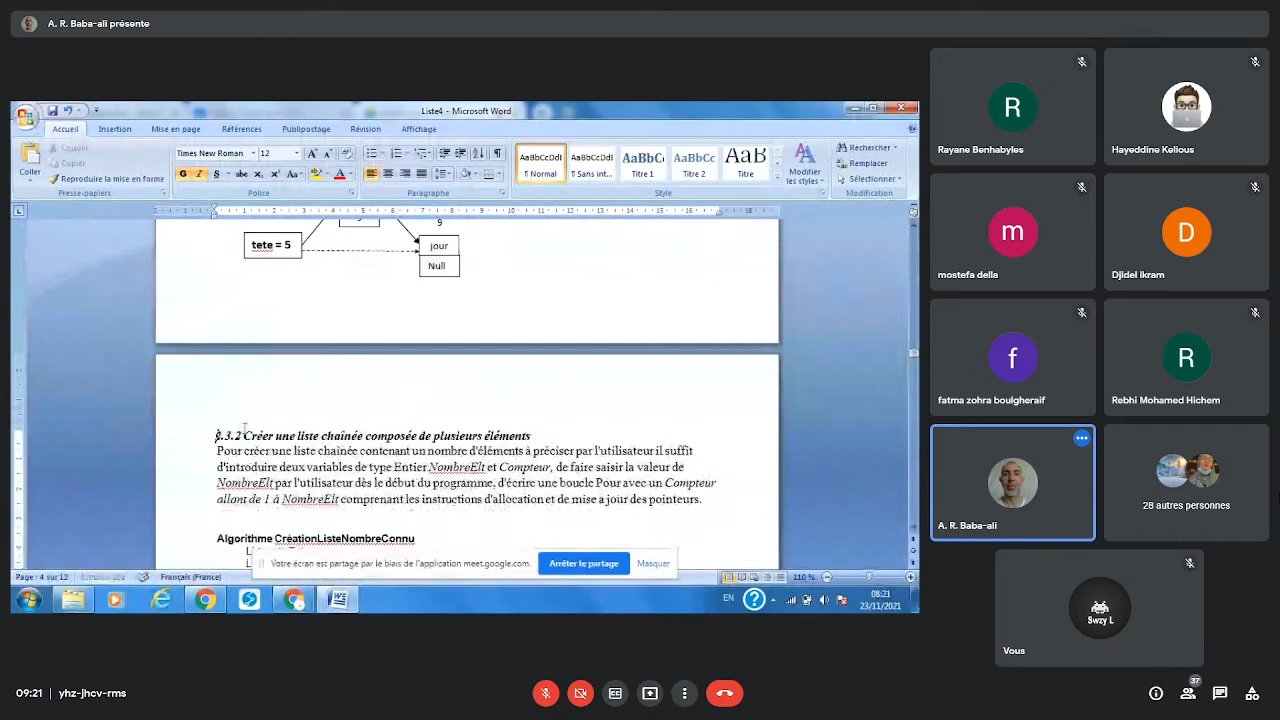 A. R. Baba-ali présente
Liste4 - Microsoft Word
Accueil Insertion Mise en page Références Publipostage Révision Affichage
Coller
Couper
Copier
Reproduire la mise en forme
Presse-papiers
Times New Roman 12
Police
Paragraphe
AaBbCcDdI
¶ Normal
AaBbCcDdI
¶ Sans int...
AaBbC
Titre 1
AaBbCc
Titre 2
AaB
Titre
Modifier les styles
Style
Rechercher
Remplacer
Sélectionner
Modification
tete = 5
9
jour
Null
.3.2 Créer une liste chaînée composée de plusieurs éléments
Pour créer une liste chaînée contenant un nombre d'éléments à préciser par l'utilisateur il suffit
d'introduire deux variables de type Entier NombreElt et Compteur, de faire saisir la valeur de
NombreElt par l'utilisateur dès le début du programme, d'écrire une boucle Pour avec un Compteur
allant de 1 à NombreElt comprenant les instructions d'allocation et de mise a jour des pointeurs.
Algorithme CréationListeNombreConnu
Votre écran est partagé par le biais de l'application meet.google.com.
Arrêter le partage
Masquer
Page : 4 sur 12
Français (France)
110 %
EN
08:21
23/11/2021
R
Rayane Benhabyles
Hayeddine Kelious
m
mostefa della
D
Djidel Ikram
f
fatma zohra boulgheraif
R
Rebhi Mohamed Hichem
A. R. Baba-ali
28 autres personnes
Swzy L
Vous
09:21 yhz-jhcv-rms
37